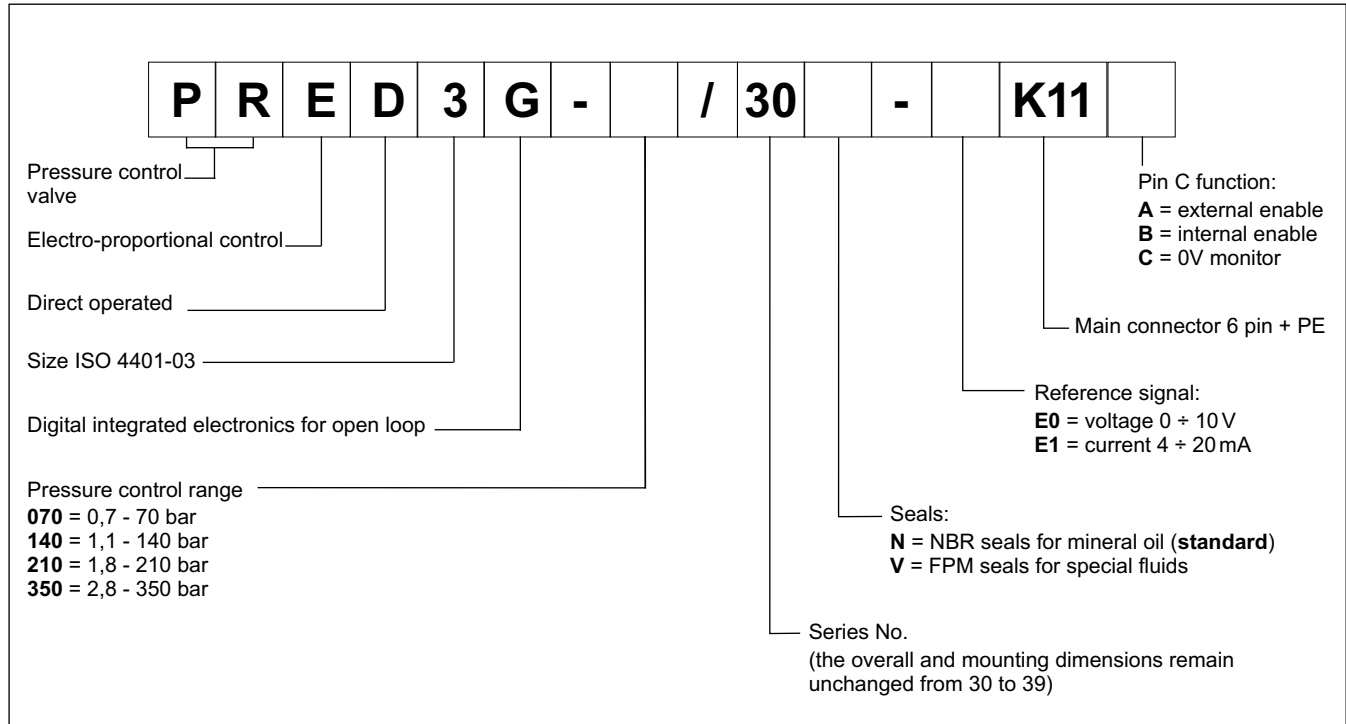 P R E D 3 G - / 30 - K11
Pressure control
valve
Electro-proportional control
Direct operated
Size ISO 4401-03
Digital integrated electronics for open loop
Pressure control range
070 = 0,7 - 70 bar
140 = 1,1 - 140 bar
210 = 1,8 - 210 bar
350 = 2,8 - 350 bar
Pin C function:
A = external enable
B = internal enable
C = 0V monitor
Main connector 6 pin + PE
Reference signal:
E0 = voltage 0 ÷ 10 V
E1 = current 4 ÷ 20 mA
Seals:
N = NBR seals for mineral oil (standard)
V = FPM seals for special fluids
Series No.
(the overall and mounting dimensions remain
unchanged from 30 to 39)